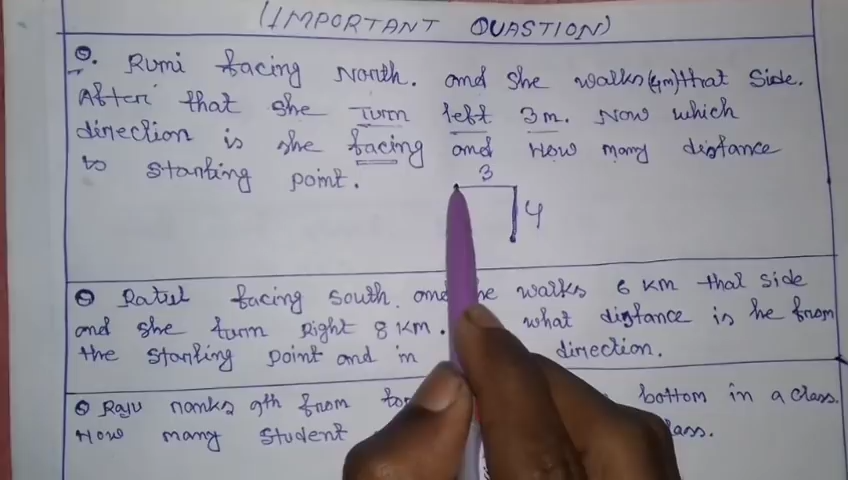 (IMPORTANT QUASTION)
Q. Rumi facing North. and she walks (4m) that side.
After that she Turn left 3m. Now which
direction is she facing and How many distance
is starting point.
3
4
Q Ratul facing south. and he walks 6 KM that side
and she turn right 8 KM. what distance is he from
the starting point and in direction.
Q Raju ranks 9th from bottom in a class.
How many student class.